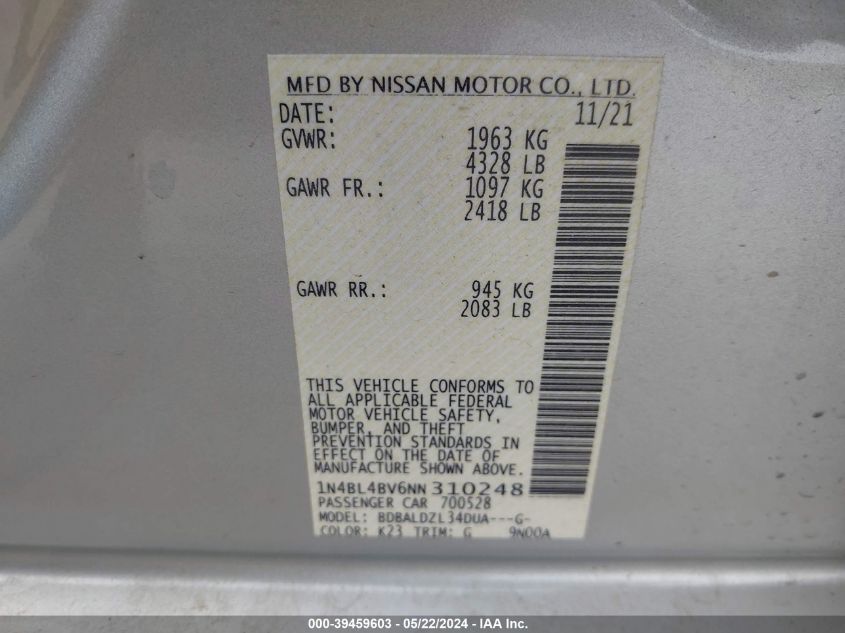 MFD BY NISSAN MOTOR CO., LTD.
DATE: 11/21
GVWR: 1963 KG
4328 LB
GAWR FR.: 1097 KG
2418 LB
GAWR RR.: 945 KG
2083 LB
THIS VEHICLE CONFORMS TO
ALL APPLICABLE FEDERAL
MOTOR VEHICLE SAFETY,
BUMPER, AND THEFT
PREVENTION STANDARDS IN
EFFECT ON THE DATE OF
MANUFACTURE SHOWN ABOVE.
1N4BL4BV6NN310248
PASSENGER CAR 700528
MODEL: BDBALDZL34DUA---G-
COLOR: K23 TRIM: G 9N00A
000-39459603 - 05/22/2024 - IAA Inc.